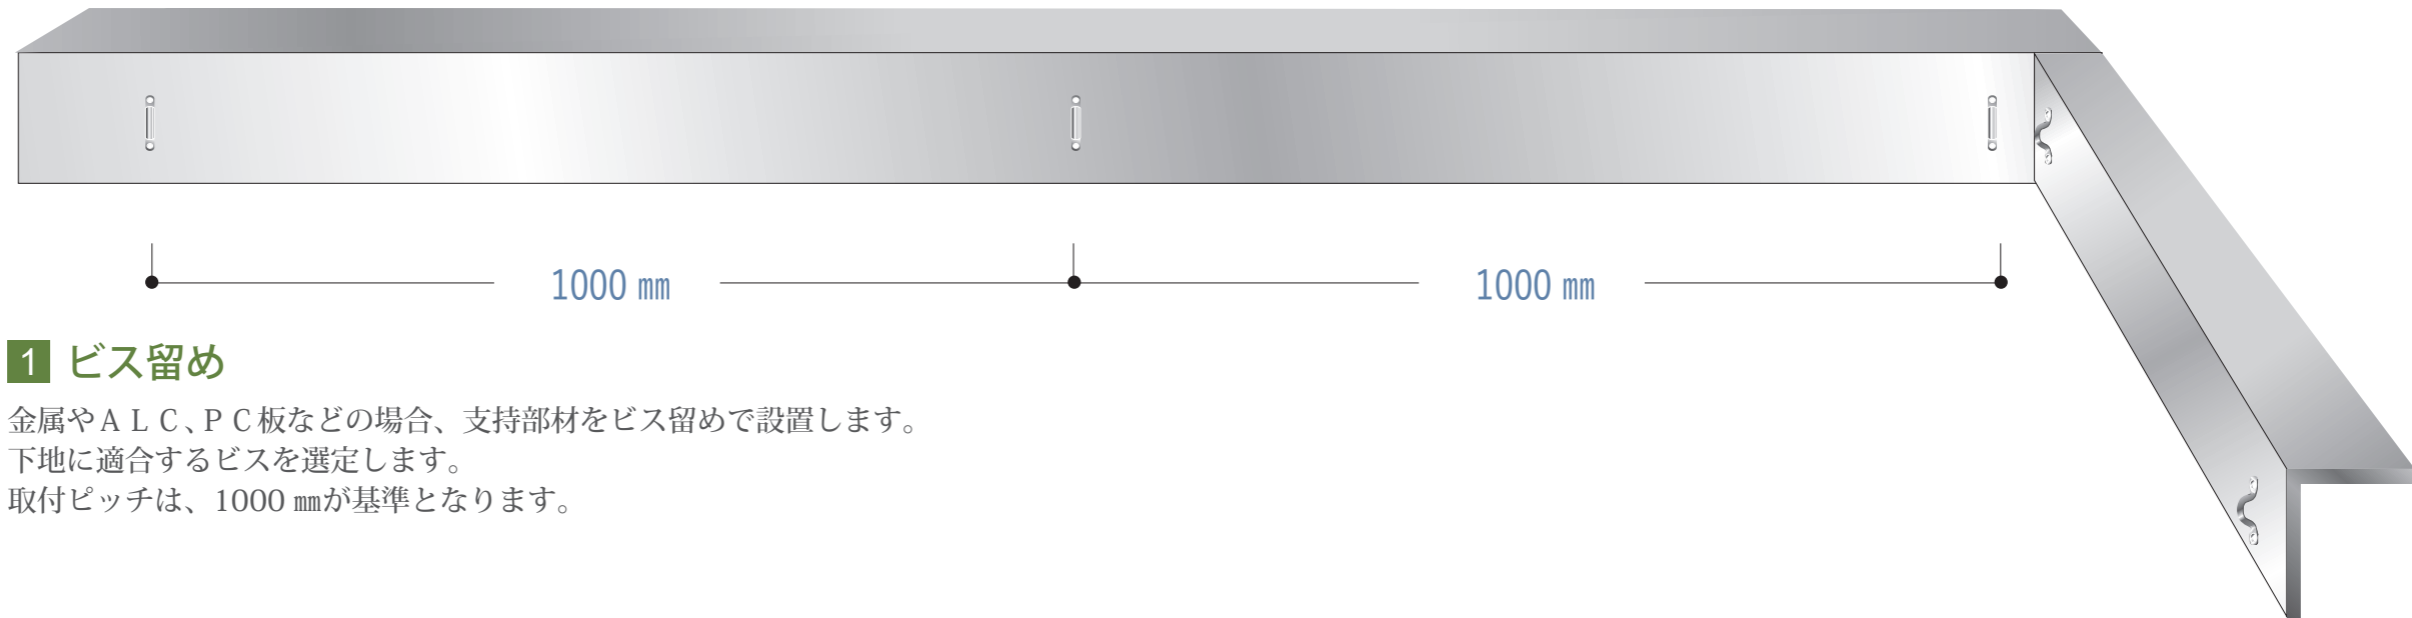 1000 ㎜ 1000 ㎜
1 ビス留め
金属やＡＬＣ、ＰＣ板などの場合、支持部材をビス留めで設置します。
下地に適合するビスを選定します。
取付ピッチは、1000 ㎜が基準となります。